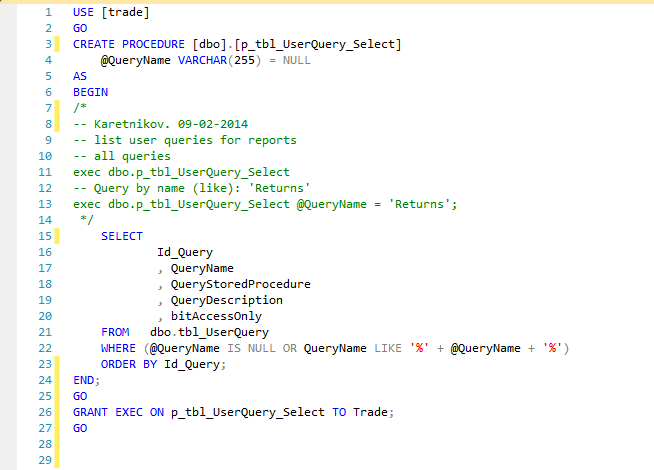 1 USE [trade]
2 GO
3 CREATE PROCEDURE [dbo].[p_tbl_UserQuery_Select]
4     @QueryName VARCHAR(255) = NULL
5 AS
6 BEGIN
7 /*
8 -- Karetnikov. 09-02-2014
9 -- list user queries for reports
10 -- all queries
11 exec dbo.p_tbl_UserQuery_Select
12 -- Query by name (like): 'Returns'
13 exec dbo.p_tbl_UserQuery_Select @QueryName = 'Returns';
14  */
15     SELECT
16             Id_Query
17             , QueryName
18             , QueryStoredProcedure
19             , QueryDescription
20             , bitAccessOnly
21     FROM   dbo.tbl_UserQuery
22     WHERE (@QueryName IS NULL OR QueryName LIKE '%' + @QueryName + '%')
23     ORDER BY Id_Query;
24 END;
25 GO
26 GRANT EXEC ON p_tbl_UserQuery_Select TO Trade;
27 GO
28
29